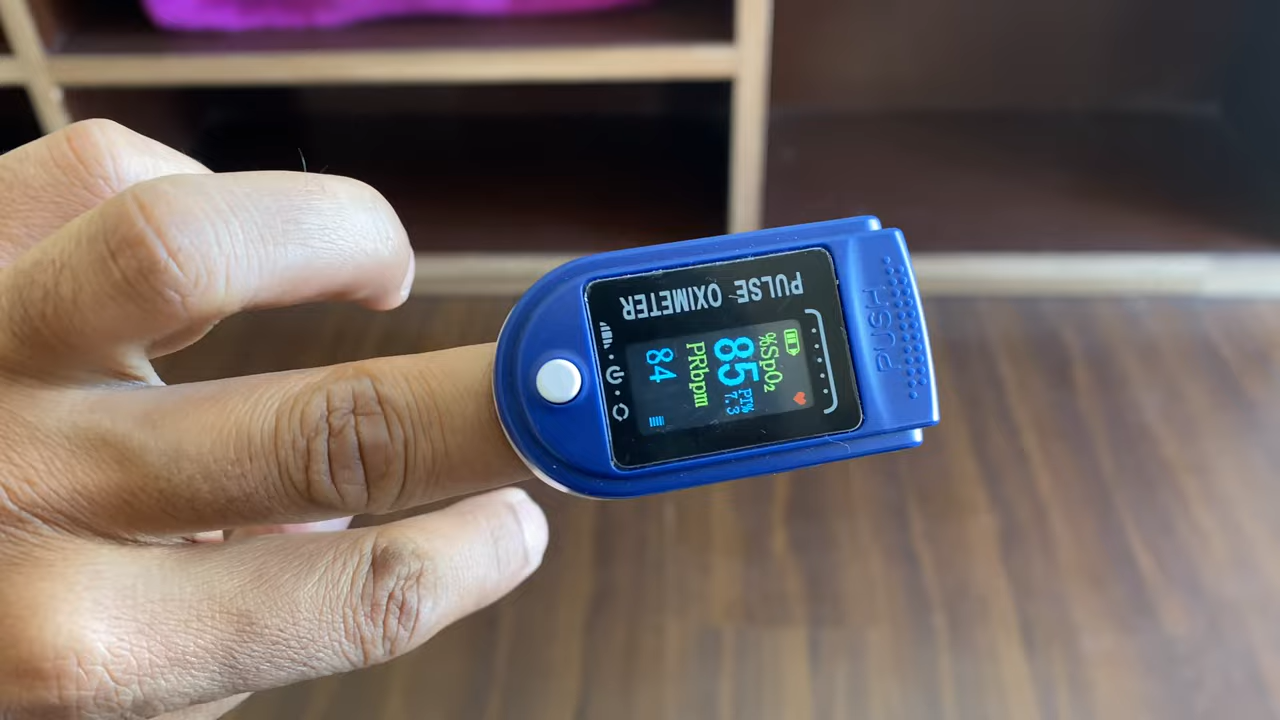 PUSH
%SpO₂
85
PI%
7.3
PRbpm
84
PULSE OXIMETER